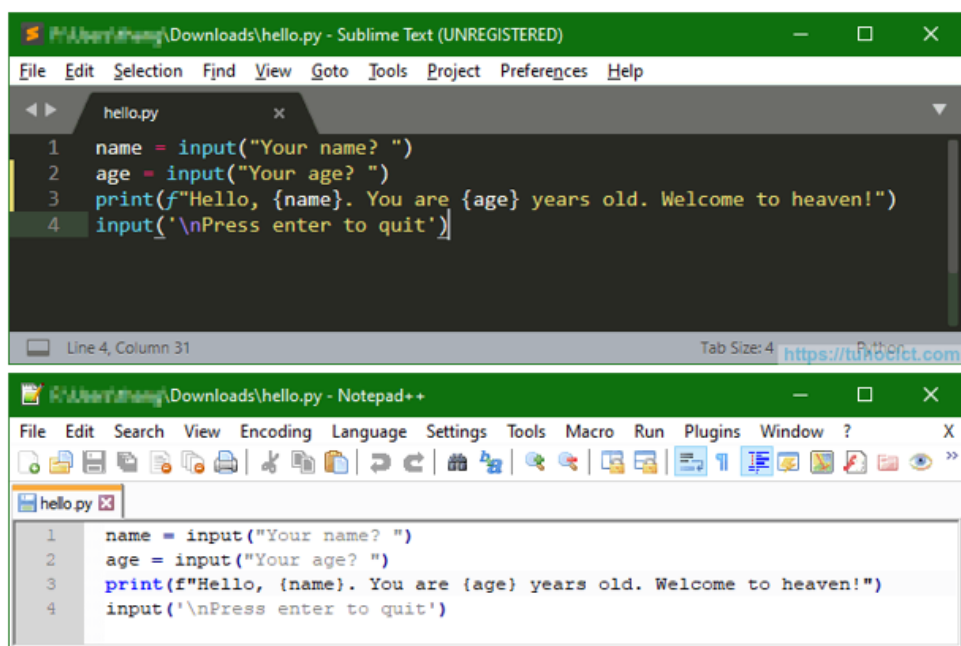 \Downloads\hello.py - Sublime Text (UNREGISTERED)
File Edit Selection Find View Goto Tools Project Preferences Help
hello.py
1 name = input("Your name? ")
2 age = input("Your age? ")
3 print(f"Hello, {name}. You are {age} years old. Welcome to heaven!")
4 input('\nPress enter to quit')
Line 4, Column 31 Tab Size: 4 Python
https://tuhocict.com
\Downloads\hello.py - Notepad++
File Edit Search View Encoding Language Settings Tools Macro Run Plugins Window ? X
hello.py
1 name = input("Your name? ")
2 age = input("Your age? ")
3 print(f"Hello, {name}. You are {age} years old. Welcome to heaven!")
4 input('\nPress enter to quit')